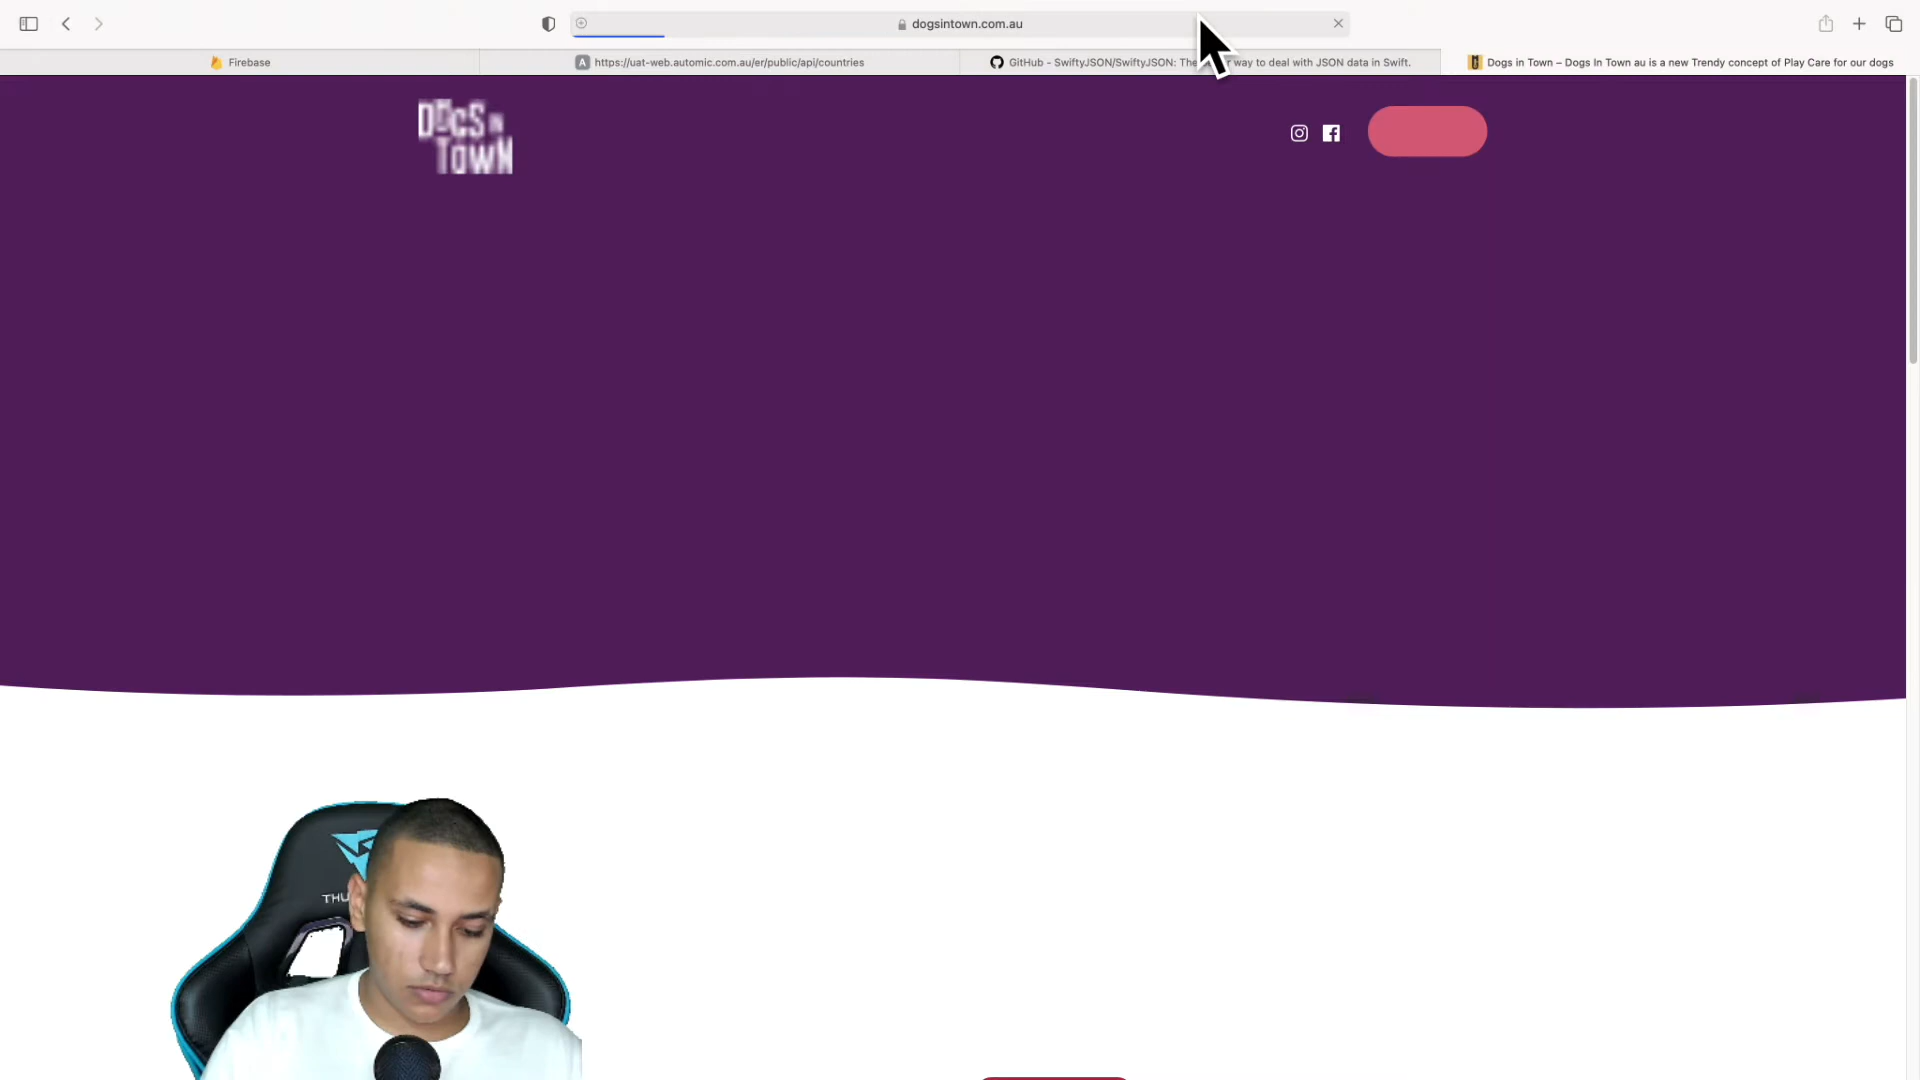 dogsintown.com.au
Firebase
https://uat-web.automic.com.au/er/public/api/countries
GitHub - SwiftyJSON/SwiftyJSON: The way to deal with JSON data in Swift.
Dogs in Town – Dogs In Town au is a new Trendy concept of Play Care for our dogs
DOGS IN
TOWN
THU